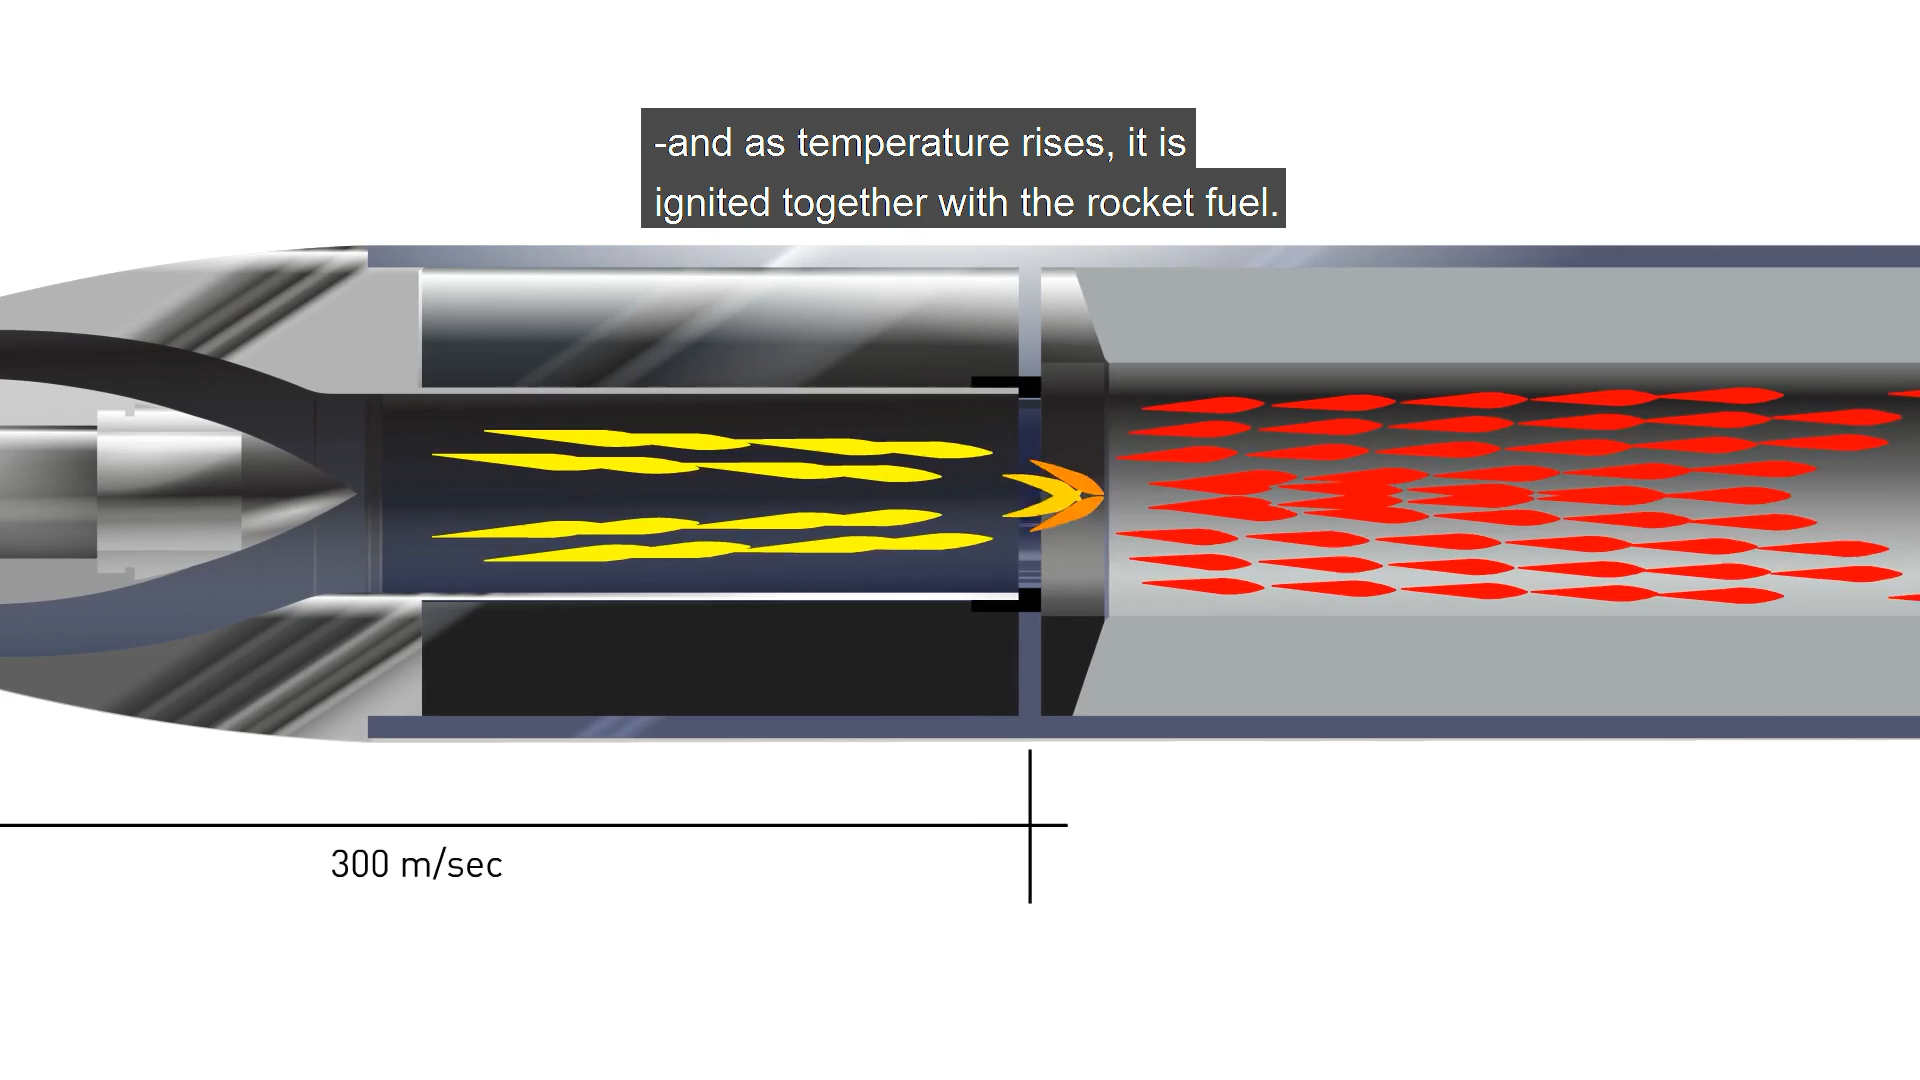 -and as temperature rises, it is
ignited together with the rocket fuel.
300 m/sec